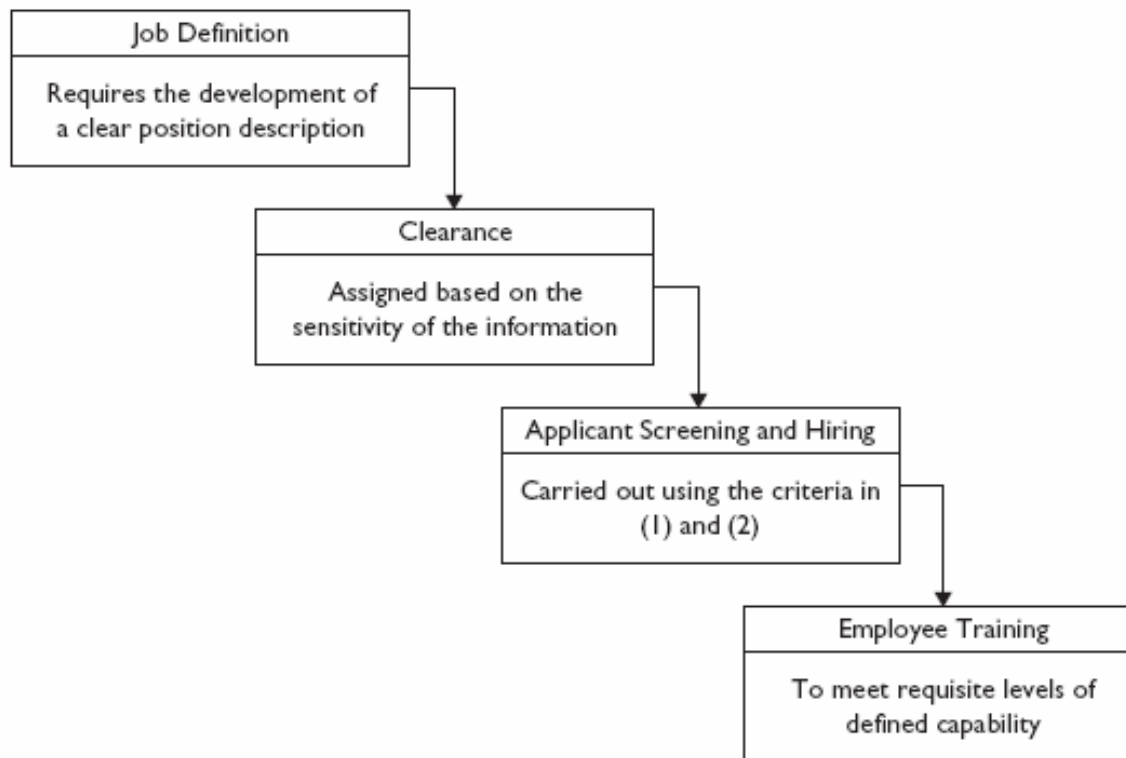 Job Definition
Requires the development of
a clear position description
Clearance
Assigned based on the
sensitivity of the information
Applicant Screening and Hiring
Carried out using the criteria in
(1) and (2)
Employee Training
To meet requisite levels of
defined capability